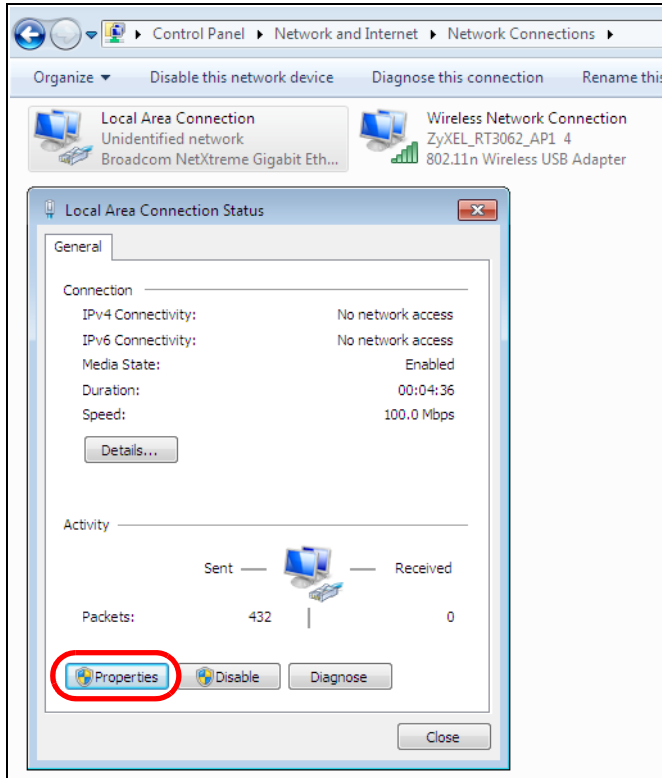 Control Panel Network and Internet Network Connections
Organize Disable this network device Diagnose this connection Rename this
Local Area Connection
Unidentified network
Broadcom NetXtreme Gigabit Eth...
Wireless Network Connection
ZyXEL_RT3062_AP1 4
802.11n Wireless USB Adapter
Local Area Connection Status
General
Connection
IPv4 Connectivity: No network access
IPv6 Connectivity: No network access
Media State: Enabled
Duration: 00:04:36
Speed: 100.0 Mbps
Details...
Activity
Sent Received
Packets: 432 0
Properties Disable Diagnose
Close